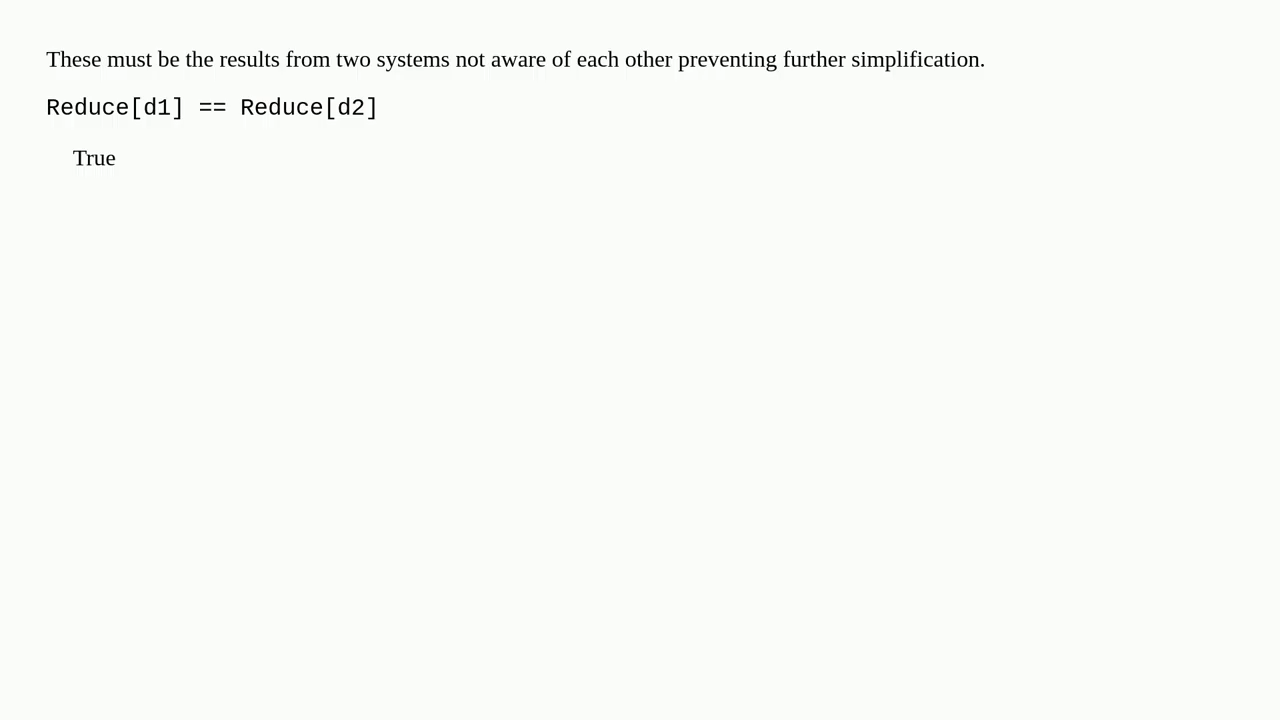 These must be the results from two systems not aware of each other preventing further simplification.
Reduce[d1] == Reduce[d2]
True